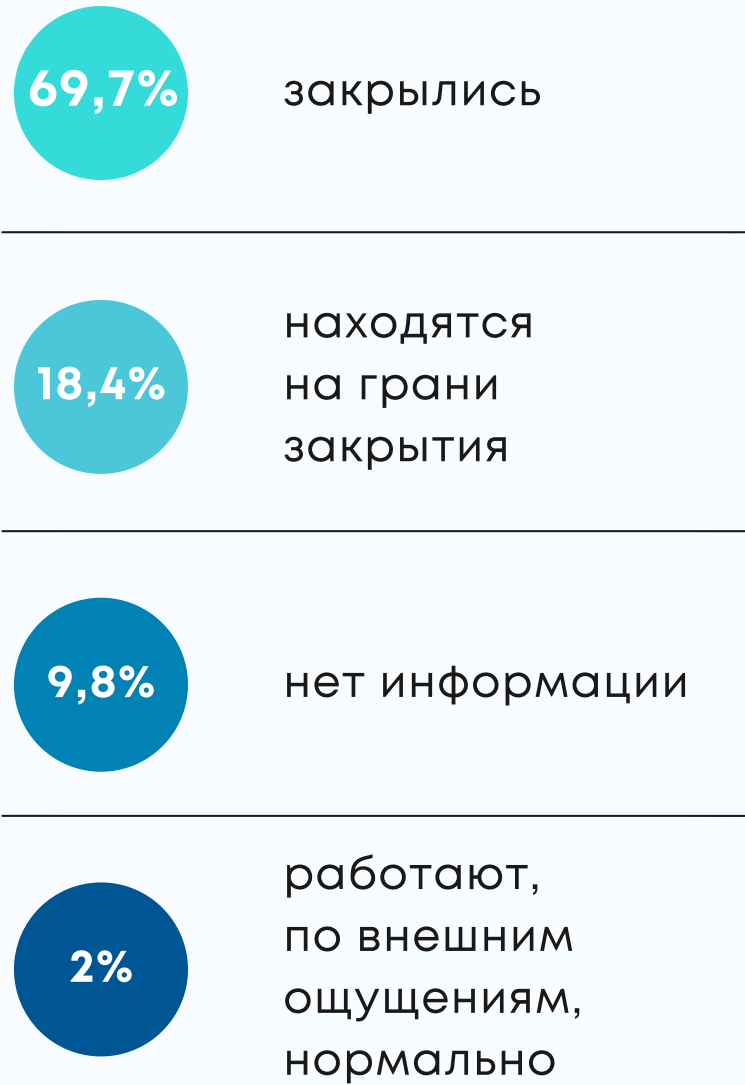 69,7%
закрылись
18,4%
находятся
на грани
закрытия
9,8%
нет информации
2%
работают,
по внешним
ощущениям,
нормально